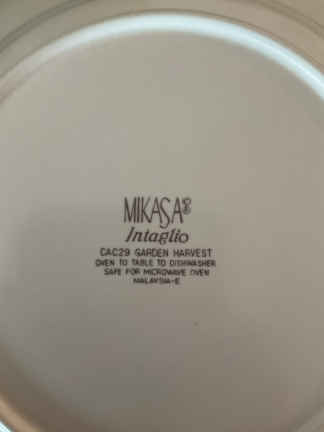 MIKASA®
Intaglio
CAC29 GARDEN HARVEST
OVEN TO TABLE TO DISHWASHER
SAFE FOR MICROWAVE OVEN
MALAYSIA-E